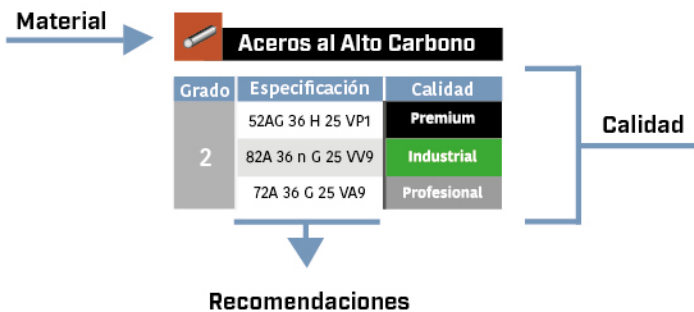 Material
Aceros al Alto Carbono
Grado Especificación Calidad
52AG 36 H 25 VP1 Premium
2 82A 36 n G 25 VV9 Industrial
72A 36 G 25 VA9 Profesional
Calidad
Recomendaciones